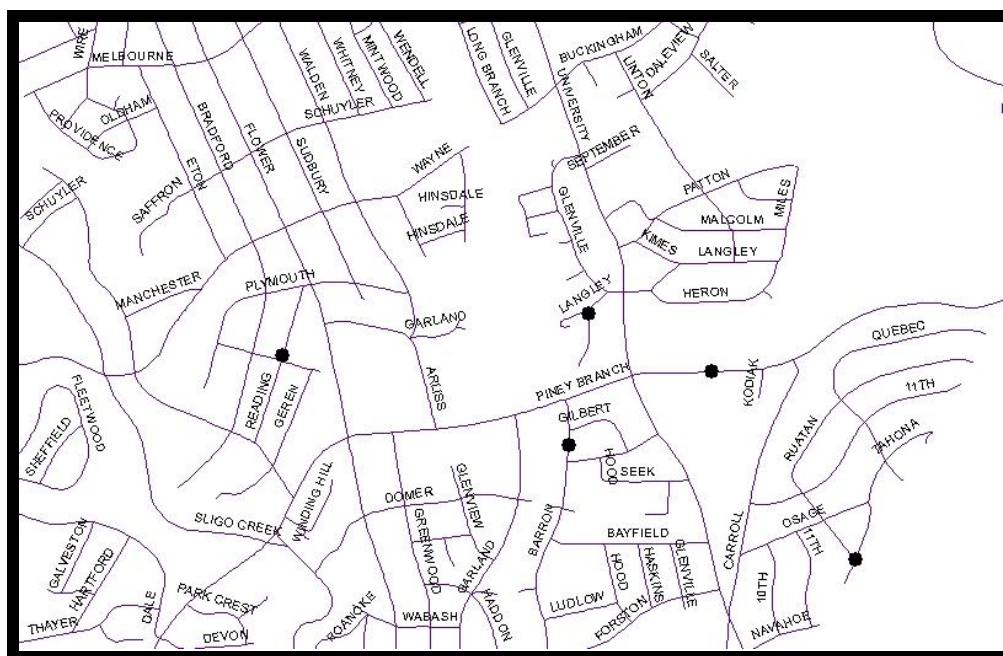 WIRE
MELBOURNE
OLDHAM
PROVIDENCE
SCHUYLER
SAFFRON
ETON
BRADFORD
FLOWER
SUDBURY
WALDEN
WHITNEY
MINTWOOD
WENDELL
SCHUYLER
LONG BRANCH
GLENVILLE
BUCKINGHAM
UNIVERSITY
LINTON
DALEVIEW
SALTER
SEPTEMBER
WAYNE
HINSDALE
HINSDALE
GLENVILLE
PATTON
MILES
MALCOLM
KIMES
LANGLEY
HERON
LANGLEY
MANCHESTER
PLYMOUTH
GARLAND
ARLISS
READING
GEREN
PINEY BRANCH
KODIAK
QUEBEC
11TH
RUATAN
TAHONA
FLEETWOOD
SHEFFIELD
GILBERT
HOOD
SEEK
SLIGO CREEK
WINDING HILL
DOMER
GLENVIEW
GREENWOOD
GARLAND
BARRON
BAYFIELD
CARROLL
OSAGE
11TH
10TH
NAVAHOE
GALVESTON
HARTFORD
THAYER
DALE
PARK CREST
DEVON
ROANOKE
WABASH
HADDON
LUDLOW
HOOD
HASKINS
GLENVILLE
FORSTON